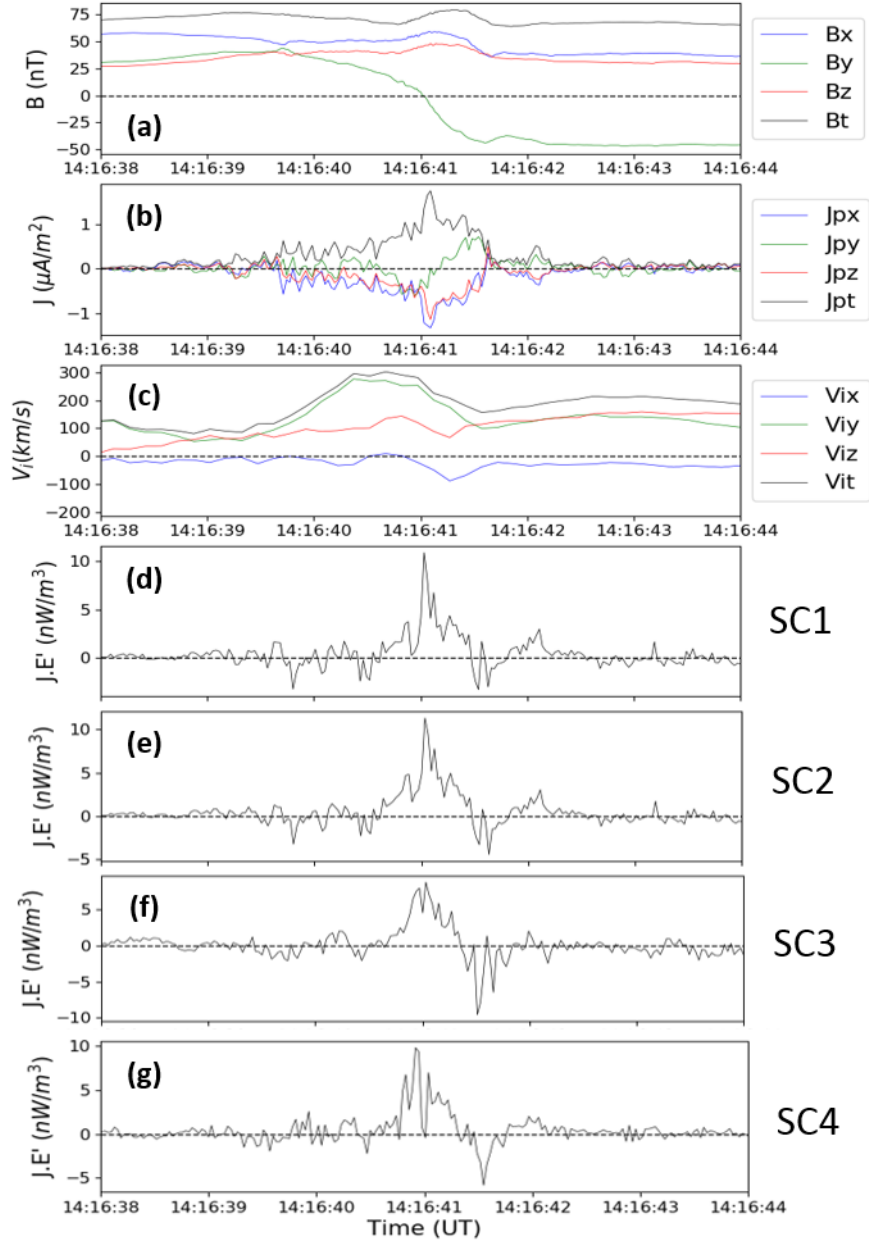 75
50
25
0
−25
−50
B (nT)
(a)
Bx
By
Bz
Bt
14:16:38 14:16:39 14:16:40 14:16:41 14:16:42 14:16:43 14:16:44
1
0
−1
J (μA/m²)
(b)
Jpx
Jpy
Jpz
Jpt
14:16:38 14:16:39 14:16:40 14:16:41 14:16:42 14:16:43 14:16:44
300
200
100
0
−100
−200
Vᵢ(km/s)
(c)
Vix
Viy
Viz
Vit
14:16:38 14:16:39 14:16:40 14:16:41 14:16:42 14:16:43 14:16:44
10
5
0
J.E' (nW/m³)
(d)
SC1
10
5
0
−5
J.E' (nW/m³)
(e)
SC2
5
0
−5
−10
J.E' (nW/m³)
(f)
SC3
10
5
0
−5
J.E' (nW/m³)
(g)
SC4
14:16:38 14:16:39 14:16:40 14:16:41 14:16:42 14:16:43 14:16:44
Time (UT)